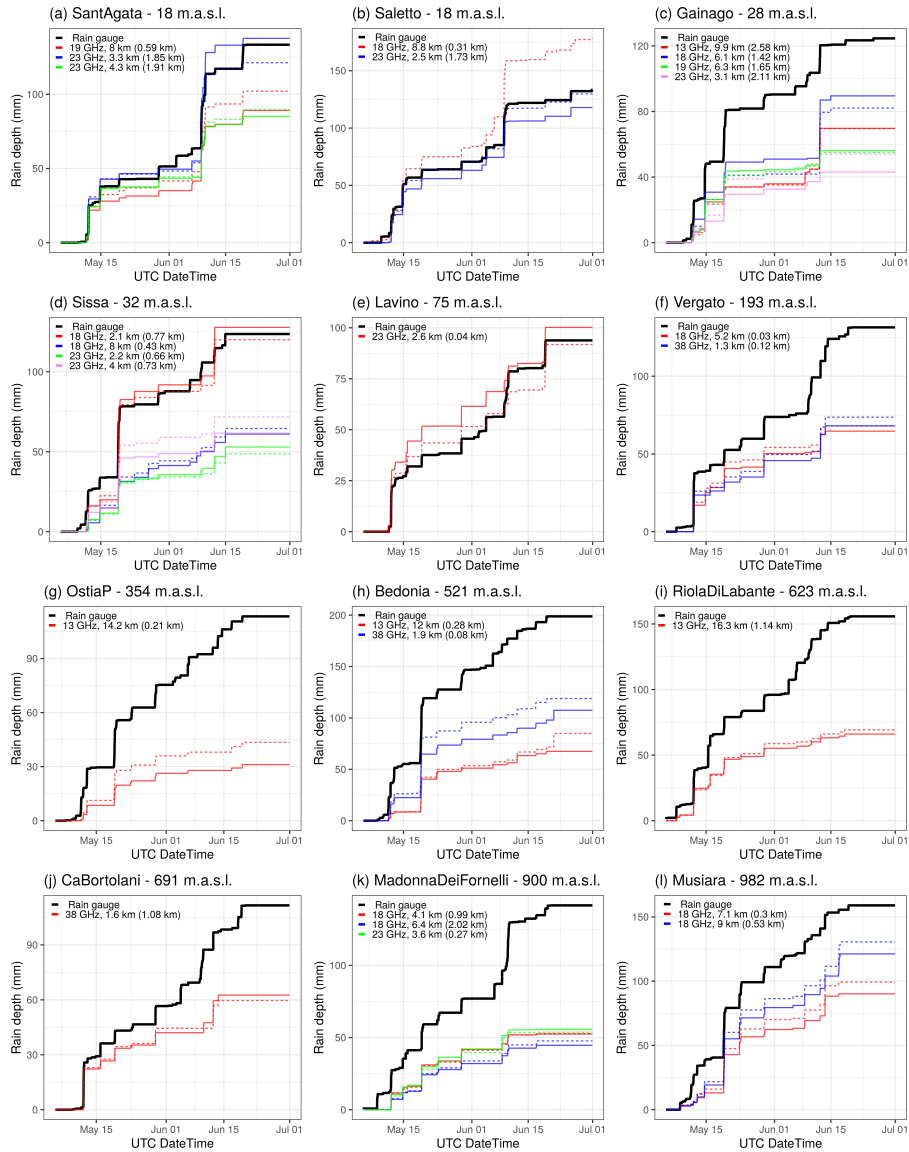 (a) SantAgata - 18 m.a.s.l.
Rain gauge
19 GHz, 8 km (0.59 km)
23 GHz, 3.3 km (1.85 km)
23 GHz, 4.3 km (1.91 km)
Rain depth (mm)
0
50
100
May 15
Jun 01
Jun 15
Jul 01
UTC DateTime
(b) Saletto - 18 m.a.s.l.
Rain gauge
18 GHz, 8.8 km (0.31 km)
23 GHz, 2.5 km (1.73 km)
Rain depth (mm)
0
50
100
150
May 15
Jun 01
Jun 15
Jul 01
UTC DateTime
(c) Gainago - 28 m.a.s.l.
Rain gauge
13 GHz, 9.9 km (2.58 km)
18 GHz, 6.1 km (1.42 km)
19 GHz, 6.3 km (1.65 km)
23 GHz, 3.1 km (2.11 km)
Rain depth (mm)
0
40
80
120
May 15
Jun 01
Jun 15
Jul 01
UTC DateTime
(d) Sissa - 32 m.a.s.l.
Rain gauge
18 GHz, 2.1 km (0.77 km)
18 GHz, 8 km (0.43 km)
23 GHz, 2.2 km (0.66 km)
23 GHz, 4 km (0.73 km)
Rain depth (mm)
0
50
100
May 15
Jun 01
Jun 15
Jul 01
UTC DateTime
(e) Lavino - 75 m.a.s.l.
Rain gauge
23 GHz, 2.6 km (0.04 km)
Rain depth (mm)
0
25
50
75
100
May 15
Jun 01
Jun 15
Jul 01
UTC DateTime
(f) Vergato - 193 m.a.s.l.
Rain gauge
18 GHz, 5.2 km (0.03 km)
38 GHz, 1.3 km (0.12 km)
Rain depth (mm)
0
50
100
May 15
Jun 01
Jun 15
Jul 01
UTC DateTime
(g) OstiaP - 354 m.a.s.l.
Rain gauge
13 GHz, 14.2 km (0.21 km)
Rain depth (mm)
0
30
60
90
May 15
Jun 01
Jun 15
Jul 01
UTC DateTime
(h) Bedonia - 521 m.a.s.l.
Rain gauge
13 GHz, 12 km (0.28 km)
38 GHz, 1.9 km (0.08 km)
Rain depth (mm)
0
50
100
150
200
May 15
Jun 01
Jun 15
Jul 01
UTC DateTime
(i) RiolaDiLabante - 623 m.a.s.l.
Rain gauge
13 GHz, 16.3 km (1.14 km)
Rain depth (mm)
0
50
100
150
May 15
Jun 01
Jun 15
Jul 01
UTC DateTime
(j) CaBortolani - 691 m.a.s.l.
Rain gauge
38 GHz, 1.6 km (1.08 km)
Rain depth (mm)
0
30
60
90
May 15
Jun 01
Jun 15
Jul 01
UTC DateTime
(k) MadonnaDeiFornelli - 900 m.a.s.l.
Rain gauge
18 GHz, 4.1 km (0.99 km)
18 GHz, 6.4 km (2.02 km)
23 GHz, 3.6 km (0.27 km)
Rain depth (mm)
0
50
100
May 15
Jun 01
Jun 15
Jul 01
UTC DateTime
(l) Musiara - 982 m.a.s.l.
Rain gauge
18 GHz, 7.1 km (0.3 km)
18 GHz, 9 km (0.53 km)
Rain depth (mm)
0
50
100
150
May 15
Jun 01
Jun 15
Jul 01
UTC DateTime